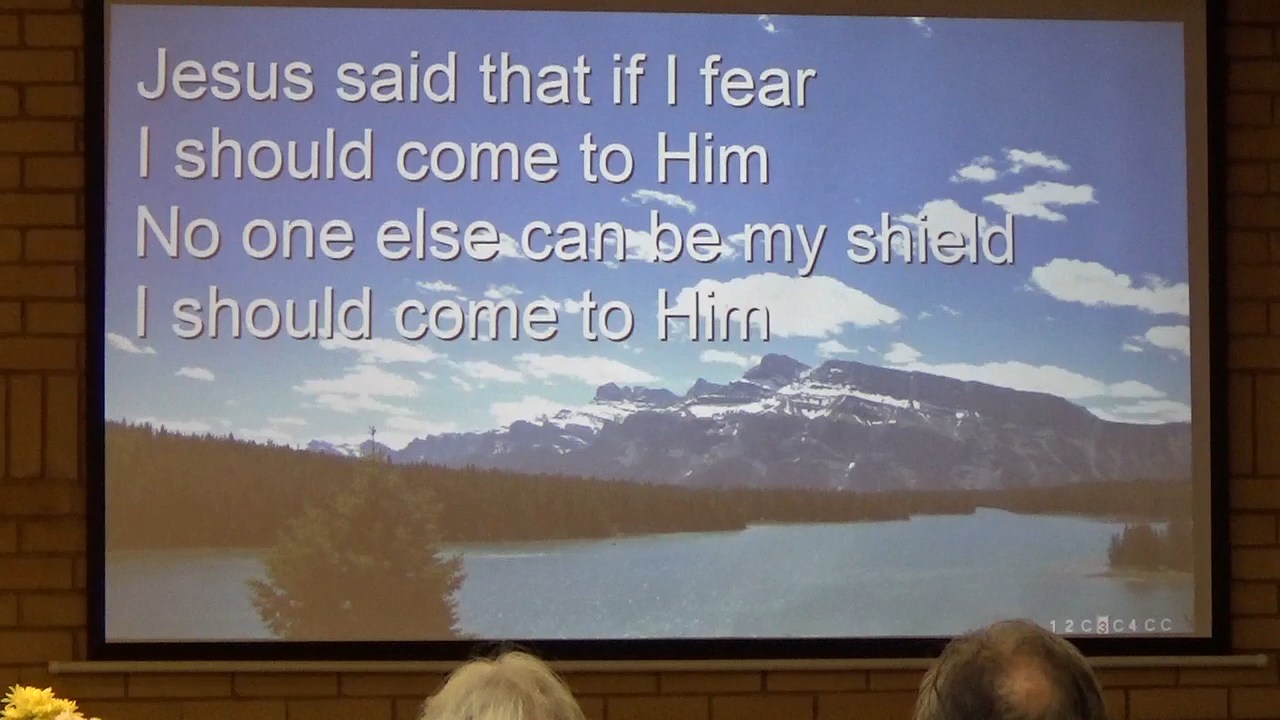 Jesus said that if I fear
I should come to Him
No one else can be my shield
I should come to Him
1 2 C 3 C 4 C C